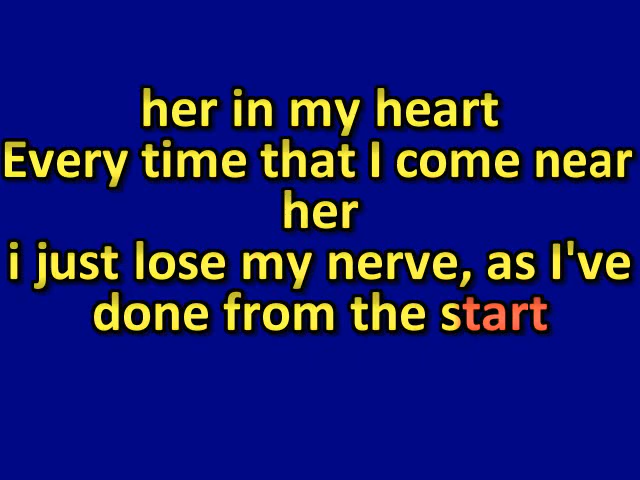 her in my heart
Every time that I come near
her
i just lose my nerve, as I've
done from the start